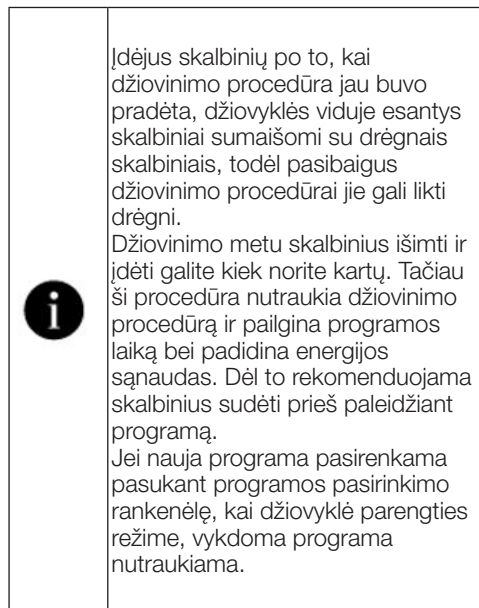 Įdėjus skalbinių po to, kai
džiovinimo procedūra jau buvo
pradėta, džiovyklės viduje esantys
skalbiniai sumaišomi su drėgnais
skalbiniais, todėl pasibaigus
džiovinimo procedūrai jie gali likti
drėgni.
Džiovinimo metu skalbinius išimti ir
įdėti galite kiek norite kartų. Tačiau
ši procedūra nutraukia džiovinimo
procedūrą ir pailgina programos
laiką bei padidina energijos
sąnaudas. Dėl to rekomenduojama
skalbinius sudėti prieš paleidžiant
programą.
Jei nauja programa pasirenkama
pasukant programos pasirinkimo
rankenėlę, kai džiovyklė parengties
režime, vykdoma programa
nutraukiama.